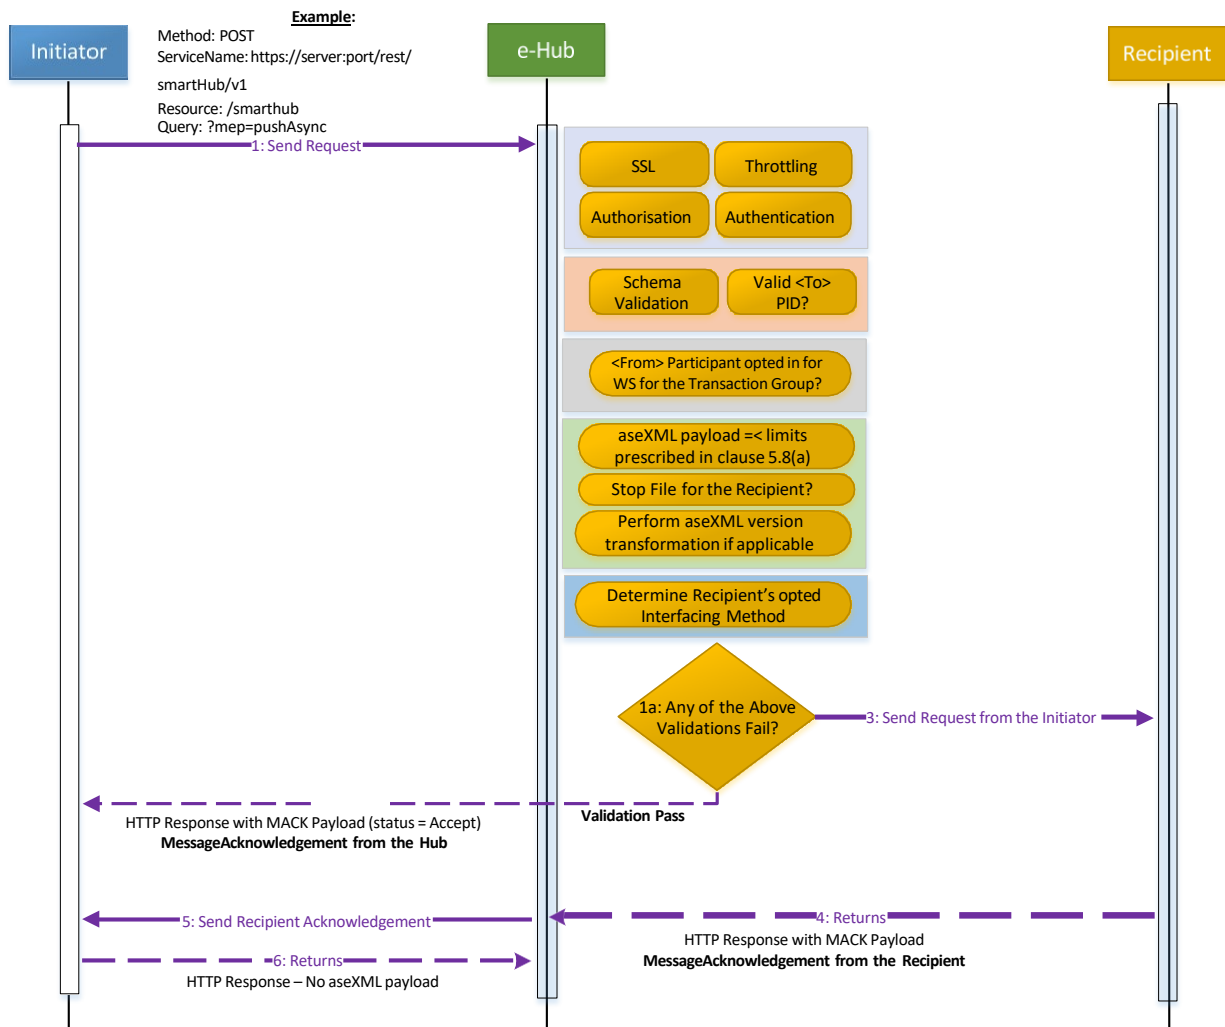 Example:
Method: POST
ServiceName: https://server:port/rest/
smartHub/v1
Resource: /smarthub
Query: ?mep=pushAsync
Initiator
e-Hub
Recipient
1: Send Request
SSL
Throttling
Authorisation
Authentication
Schema
Validation
Valid <To>
PID?
<From> Participant opted in for
WS for the Transaction Group?
aseXML payload =< limits
prescribed in clause 5.8(a)
Stop File for the Recipient?
Perform aseXML version
transformation if applicable
Determine Recipient’s opted
Interfacing Method
1a: Any of the Above
Validations Fail?
3: Send Request from the Initiator
Validation Pass
HTTP Response with MACK Payload (status = Accept)
MessageAcknowledgement from the Hub
5: Send Recipient Acknowledgement
4: Returns
HTTP Response with MACK Payload
MessageAcknowledgement from the Recipient
6: Returns
HTTP Response – No aseXML payload